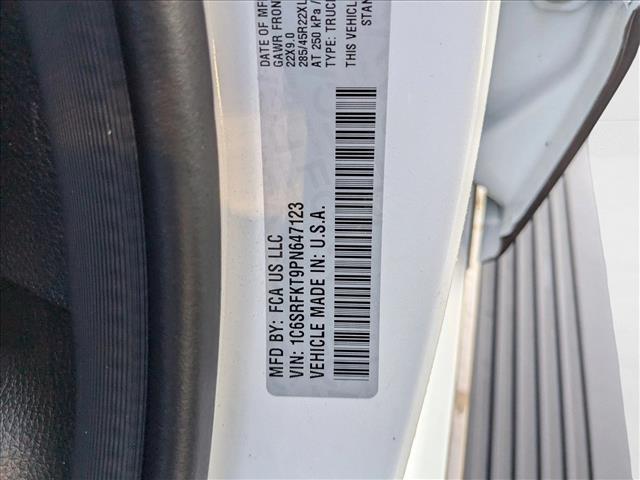 DATE OF MF
GAWR FRON
22X9.0
285/45R22XL
AT 250 kPa /
TYPE: TRUC
THIS VEHICLE
STAN
MFD BY: FCA US LLC
VIN: 1C6SRFKT9PN647123
VEHICLE MADE IN: U.S.A.